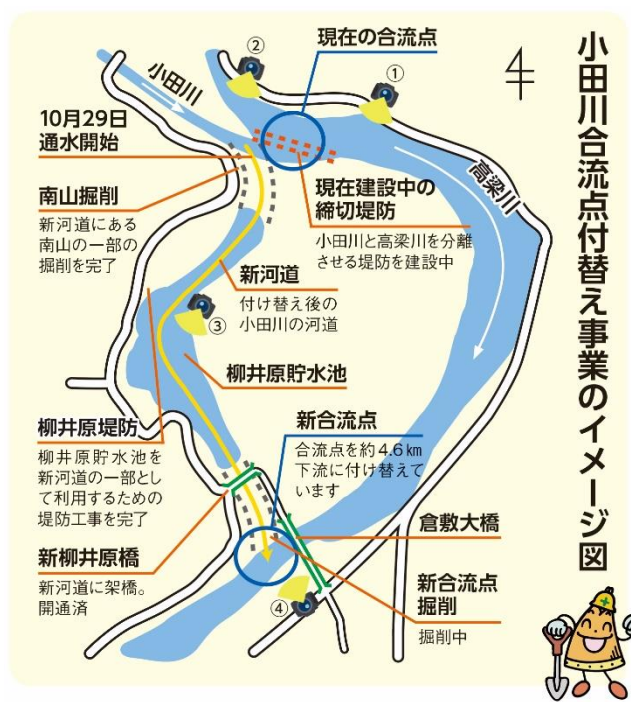 小田川合流点付替え事業のイメージ図
現在の合流点
②
①
小田川
10月29日
通水開始
南山掘削
新河道にある
南山の一部の
掘削を完了
現在建設中の
締切堤防
小田川と高梁川を分離
させる堤防を建設中
高梁川
新河道
付け替え後の
小田川の河道
③
柳井原貯水池
柳井原堤防
柳井原貯水池を
新河道の一部とし
て利用するための
堤防工事を完了
新合流点
合流点を約4.6km
下流に付け替えて
います
倉敷大橋
新柳井原橋
新河道に架橋。
開通済
④
新合流点
掘削
掘削中